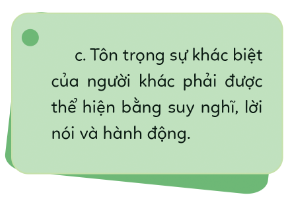 c. Tôn trọng sự khác biệt
của người khác phải được
thể hiện bằng suy nghĩ, lời
nói và hành động.